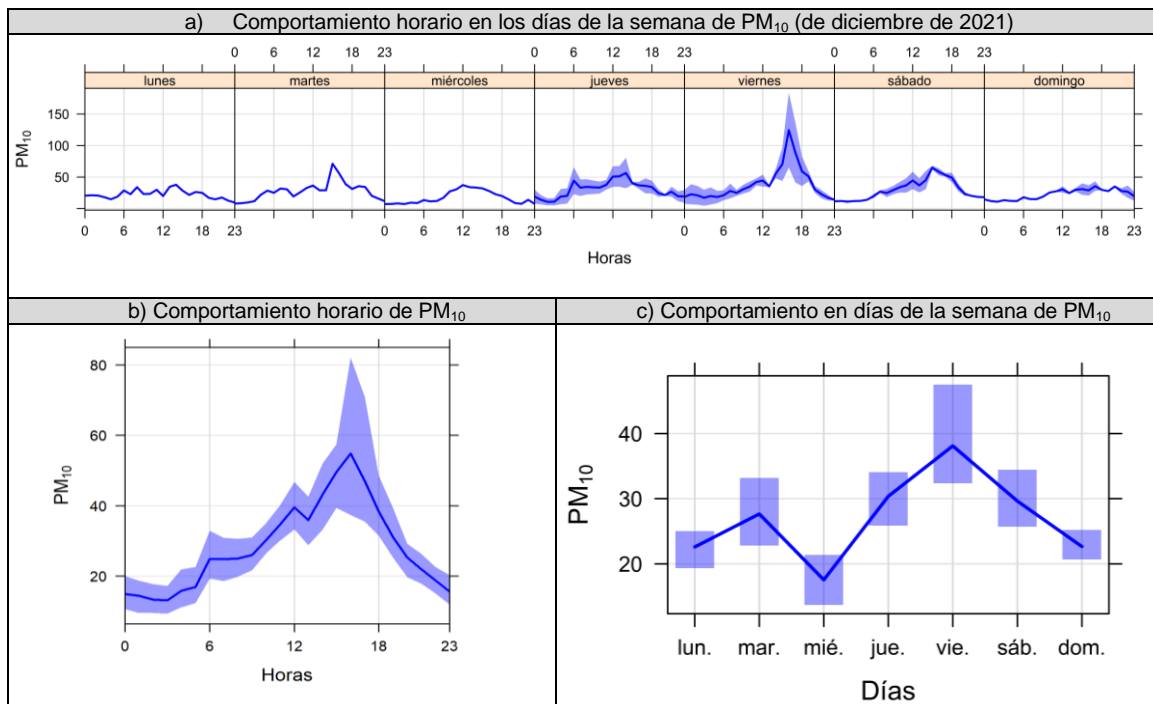 a) Comportamiento horario en los días de la semana de PM₁₀ (de diciembre de 2021)
0 6 12 18 23 0 6 12 18 23 0 6 12 18 23
lunes martes miércoles jueves viernes sábado domingo
150
100
50
PM₁₀
0 6 12 18 23 0 6 12 18 23 0 6 12 18 23 0 6 12 18 23
Horas
b) Comportamiento horario de PM₁₀
80
60
40
20
PM₁₀
0 6 12 18 23
Horas
c) Comportamiento en días de la semana de PM₁₀
40
30
20
PM₁₀
lun. mar. mié. jue. vie. sáb. dom.
Días